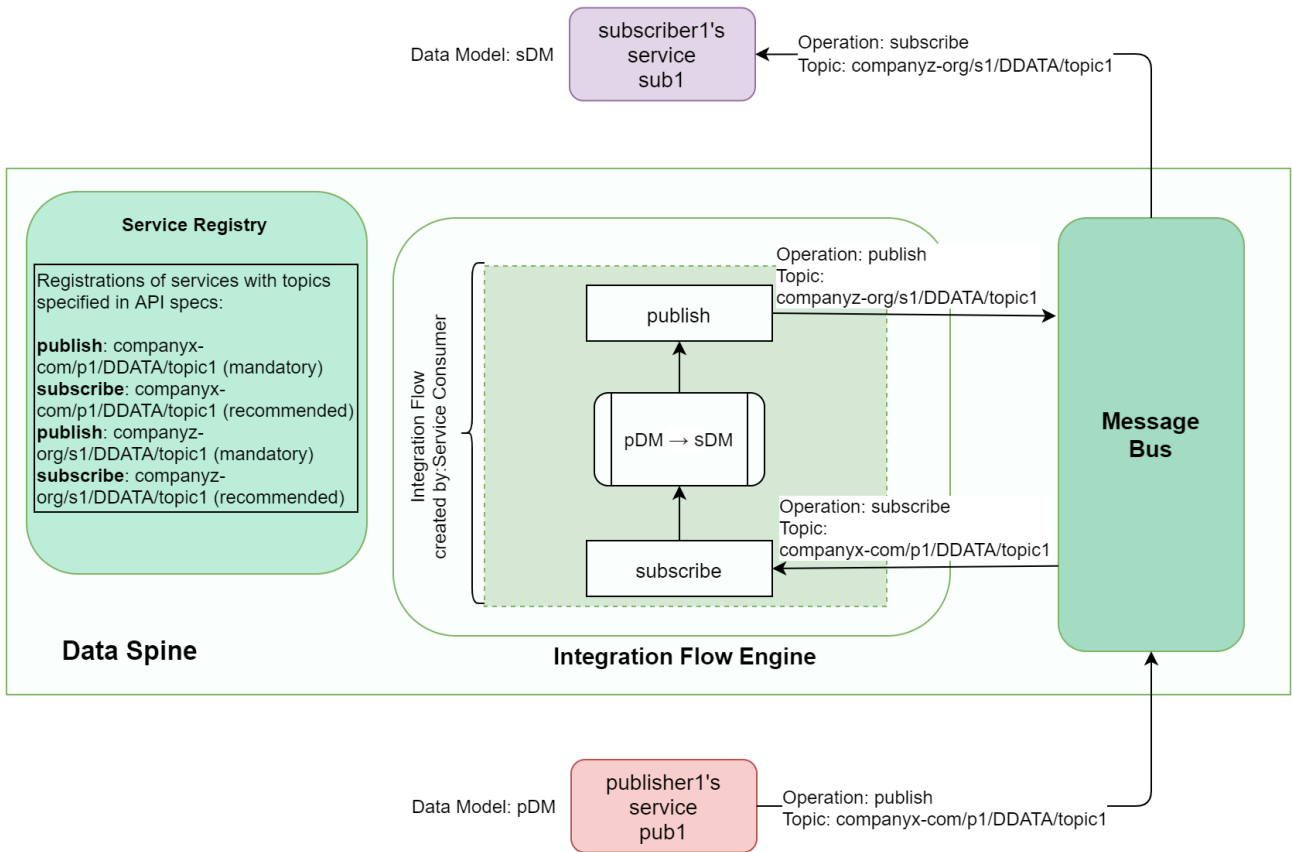 subscriber1's
service
sub1
Data Model: sDM
Operation: subscribe
Topic: companyz-org/s1/DDATA/topic1
Service Registry
Registrations of services with topics
specified in API specs:
publish: companyx-
com/p1/DDATA/topic1 (mandatory)
subscribe: companyx-
com/p1/DDATA/topic1 (recommended)
publish: companyz-
org/s1/DDATA/topic1 (mandatory)
subscribe: companyz-
org/s1/DDATA/topic1 (recommended)
Data Spine
Integration Flow
created by:Service Consumer
publish
pDM → sDM
subscribe
Operation: publish
Topic:
companyz-org/s1/DDATA/topic1
Operation: subscribe
Topic:
companyx-com/p1/DDATA/topic1
Integration Flow Engine
Message
Bus
Data Model: pDM
publisher1's
service
pub1
Operation: publish
Topic: companyx-com/p1/DDATA/topic1